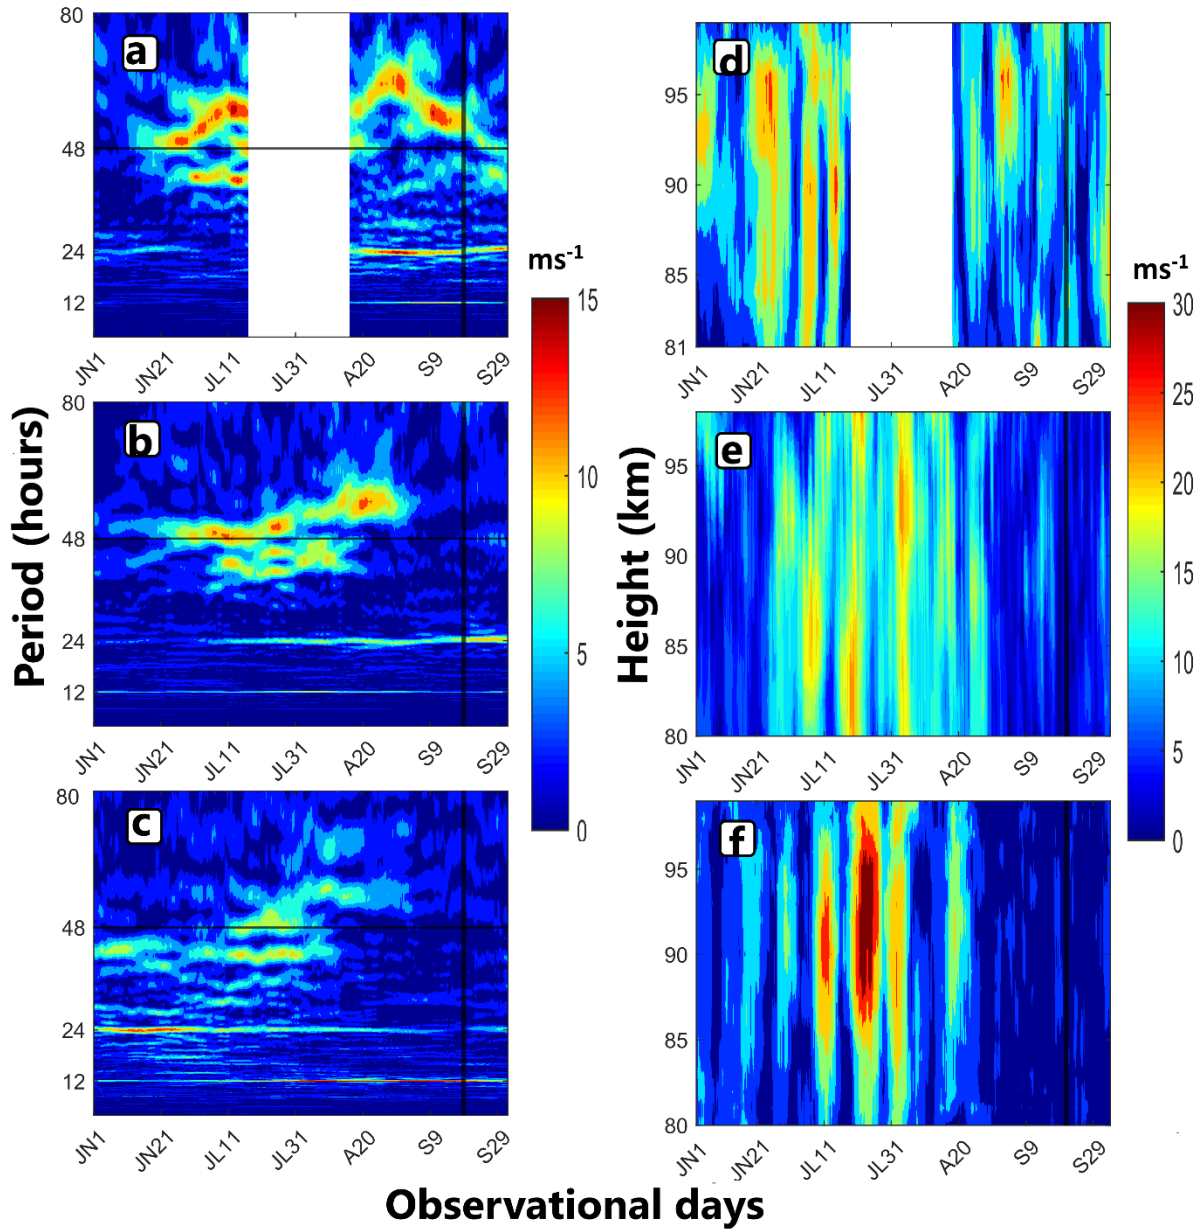 a
80
48
24
12
JN1
JN21
JL11
JL31
A20
S9
S29
b
80
48
24
12
JN1
JN21
JL11
JL31
A20
S9
S29
c
80
48
24
12
JN1
JN21
JL11
JL31
A20
S9
S29
Period (hours)
ms-1
15
10
5
0
d
95
90
85
81
JN1
JN21
JL11
JL31
A20
S9
S29
e
95
90
85
80
JN1
JN21
JL11
JL31
A20
S9
S29
f
95
90
85
80
JN1
JN21
JL11
JL31
A20
S9
S29
Height (km)
ms-1
30
25
20
15
10
5
0
Observational days